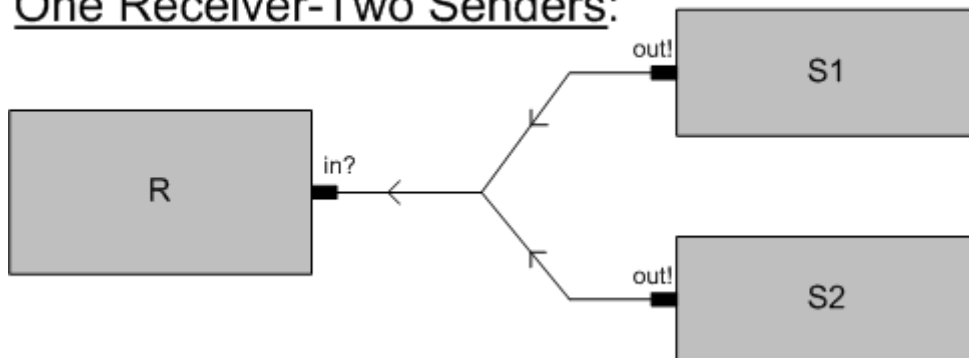 One Receiver-Two Senders:
out!
S1
in?
R
out!
S2